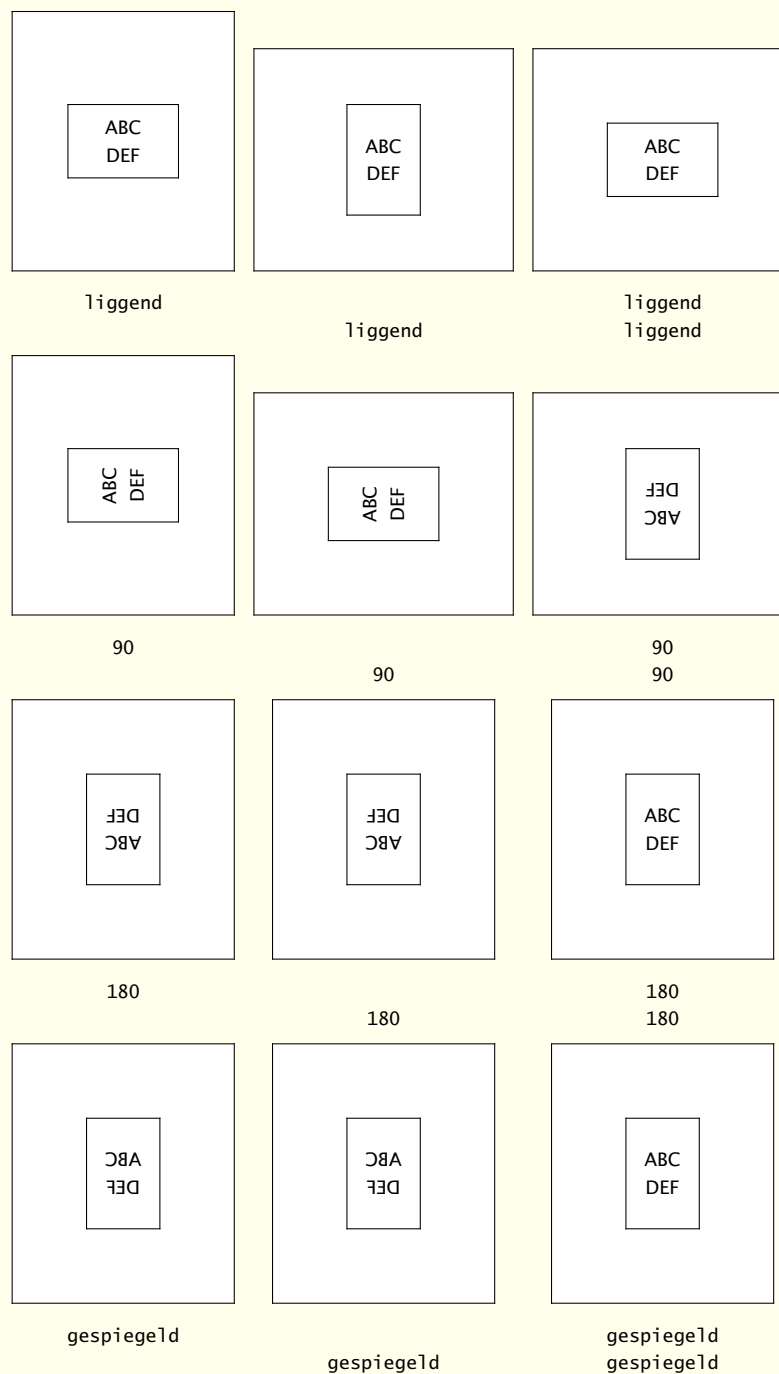 ABC
DEF
ABC
DEF
ABC
DEF
liggend
liggend
liggend
liggend
ABC
DEF
ABC
DEF
ABC
DEF
90
90
90
90
ABC
DEF
ABC
DEF
ABC
DEF
180
180
180
180
ABC
DEF
ABC
DEF
ABC
DEF
gespiegeld
gespiegeld
gespiegeld
gespiegeld